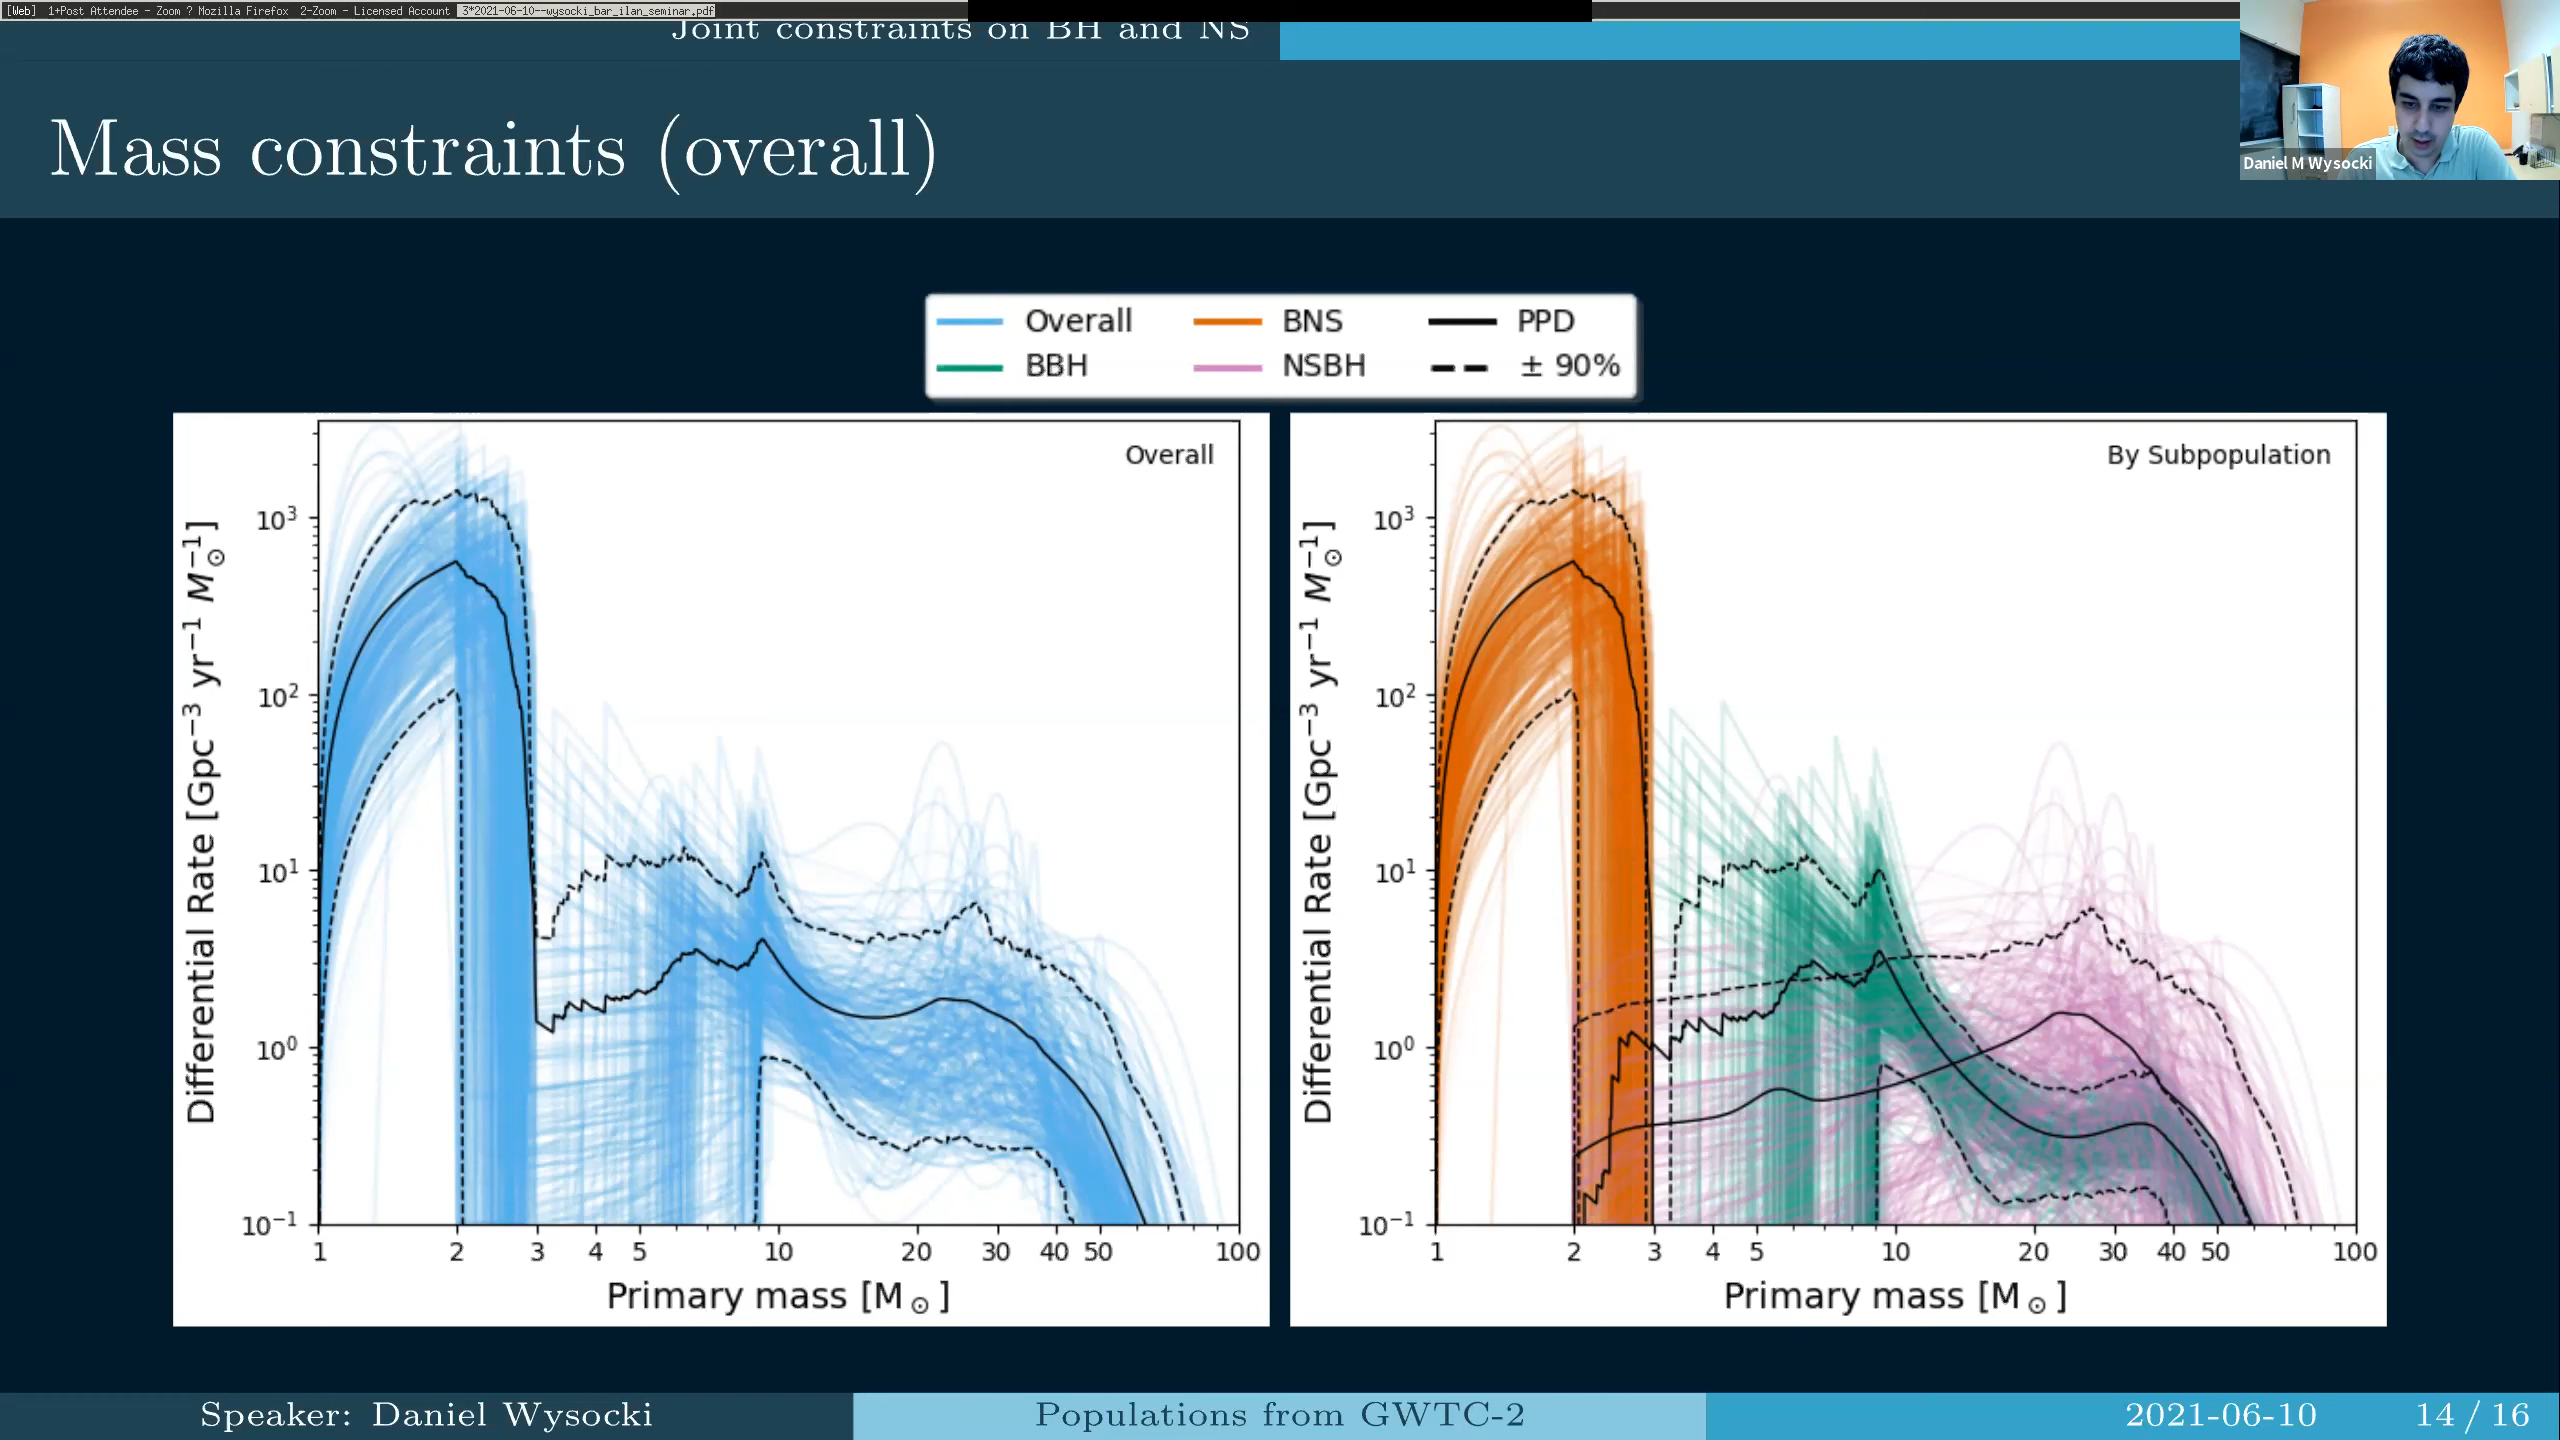 [Web] 1+Post Attendee - Zoom ? Mozilla Firefox 2-Zoom - Licensed Account 3*2021-06-10--wysocki_bar_ilan_seminar.pdf
Joint constraints on BH and NS
Mass constraints (overall)
Daniel M Wysocki
Overall BNS PPD
BBH NSBH ± 90%
Overall
Differential Rate [Gpc⁻³ yr⁻¹ M⊙⁻¹]
10³
10²
10¹
10⁰
10⁻¹
1 2 3 4 5 10 20 30 40 50 100
Primary mass [M⊙]
By Subpopulation
Differential Rate [Gpc⁻³ yr⁻¹ M⊙⁻¹]
10³
10²
10¹
10⁰
10⁻¹
1 2 3 4 5 10 20 30 40 50 100
Primary mass [M⊙]
Speaker: Daniel Wysocki Populations from GWTC-2 2021-06-10 14 / 16